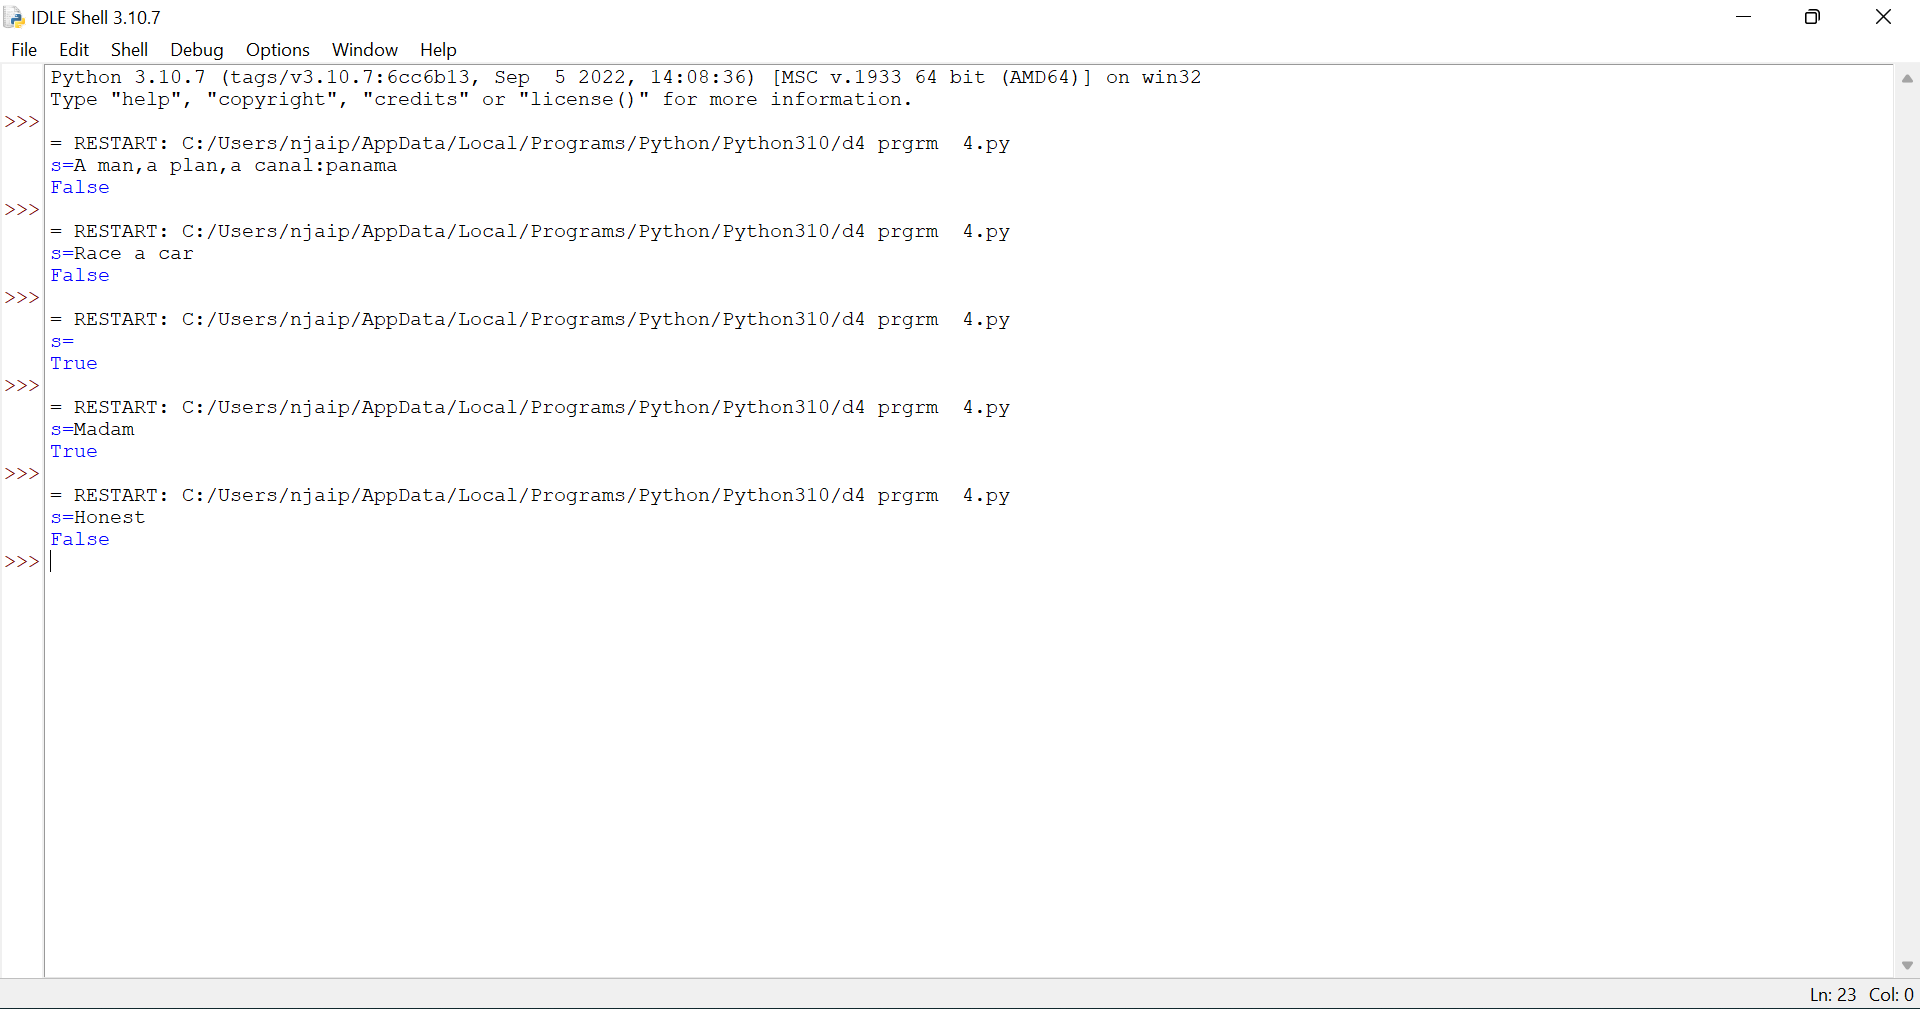 IDLE Shell 3.10.7
File Edit Shell Debug Options Window Help
Python 3.10.7 (tags/v3.10.7:6cc6b13, Sep  5 2022, 14:08:36) [MSC v.1933 64 bit (AMD64)] on win32
Type "help", "copyright", "credits" or "license()" for more information.
>>>
= RESTART: C:/Users/njaip/AppData/Local/Programs/Python/Python310/d4 prgrm  4.py
s=A man,a plan,a canal:panama
False
>>>
= RESTART: C:/Users/njaip/AppData/Local/Programs/Python/Python310/d4 prgrm  4.py
s=Race a car
False
>>>
= RESTART: C:/Users/njaip/AppData/Local/Programs/Python/Python310/d4 prgrm  4.py
s=
True
>>>
= RESTART: C:/Users/njaip/AppData/Local/Programs/Python/Python310/d4 prgrm  4.py
s=Madam
True
>>>
= RESTART: C:/Users/njaip/AppData/Local/Programs/Python/Python310/d4 prgrm  4.py
s=Honest
False
>>>
Ln: 23 Col: 0